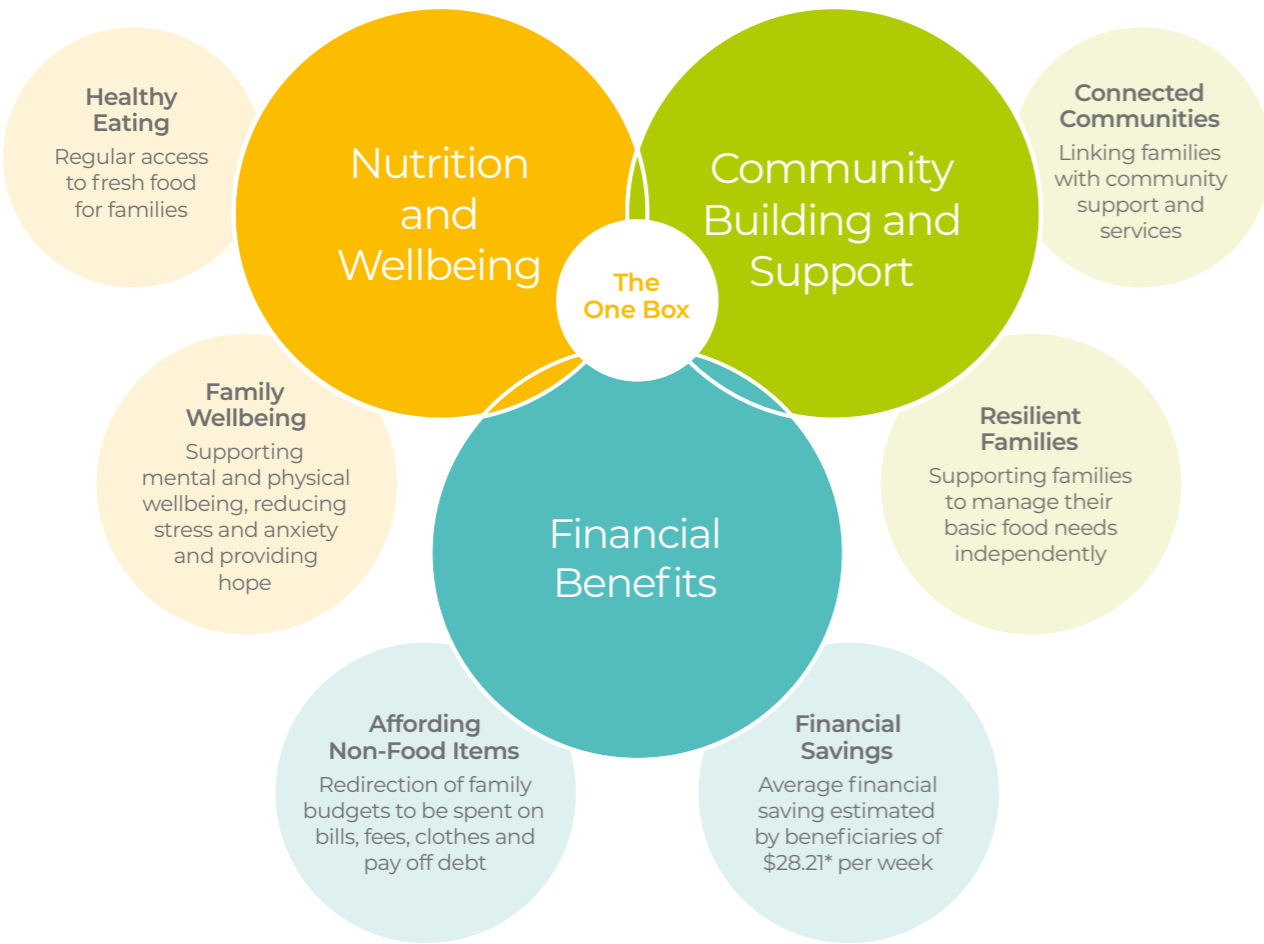 Healthy
Eating
Regular access
to fresh food
for families
Nutrition
and
Wellbeing
Community
Building and
Support
Connected
Communities
Linking families
with community
support and
services
The
One Box
Family
Wellbeing
Supporting
mental and physical
wellbeing, reducing
stress and anxiety
and providing
hope
Resilient
Families
Supporting families
to manage their
basic food needs
independently
Financial
Benefits
Affording
Non-Food Items
Redirection of family
budgets to be spent on
bills, fees, clothes and
pay off debt
Financial
Savings
Average financial
saving estimated
by beneficiaries of
$28.21* per week